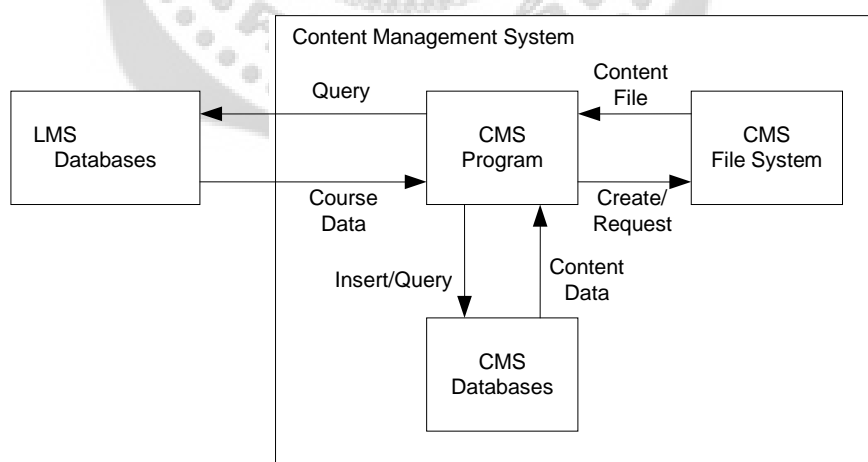 Content Management System
Query
Content
File
LMS
Databases
CMS
Program
CMS
File System
Course
Data
Create/
Request
Insert/Query
Content
Data
CMS
Databases